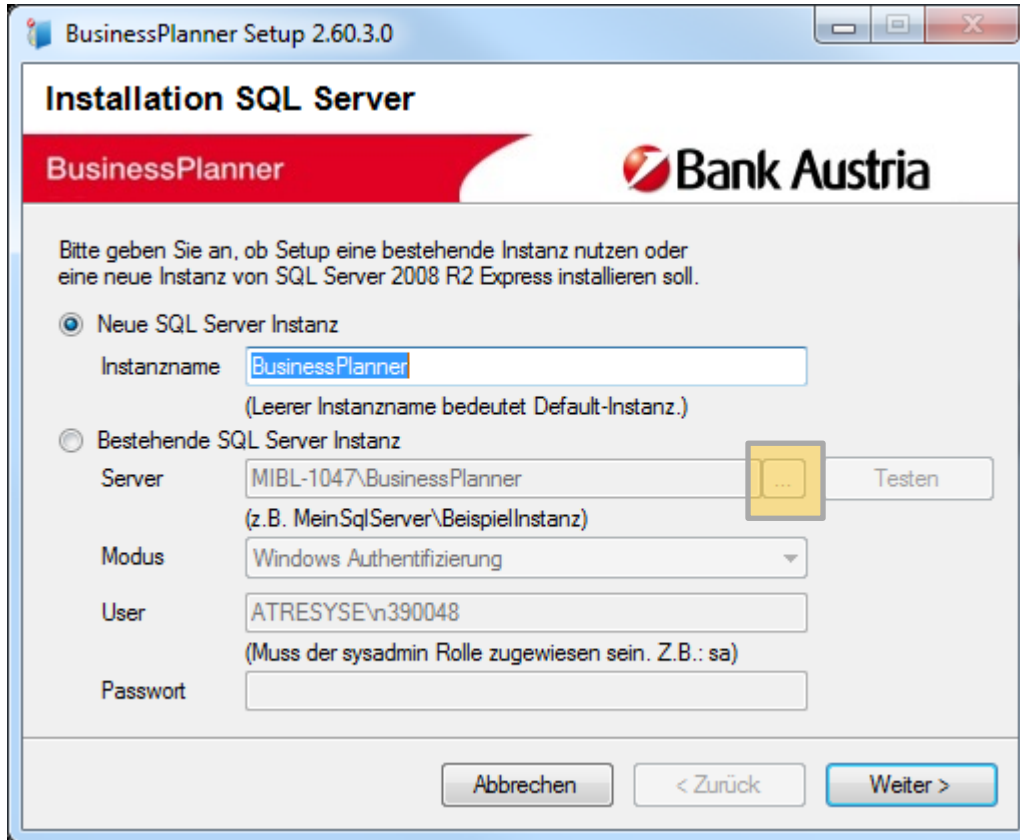 BusinessPlanner Setup 2.60.3.0
Installation SQL Server
BusinessPlanner
Bank Austria
Bitte geben Sie an, ob Setup eine bestehende Instanz nutzen oder
eine neue Instanz von SQL Server 2008 R2 Express installieren soll.
Neue SQL Server Instanz
Instanzname BusinessPlanner
(Leerer Instanzname bedeutet Default-Instanz.)
Bestehende SQL Server Instanz
Server MIBL-1047\BusinessPlanner ... Testen
(z.B. MeinSqlServer\BeispielInstanz)
Modus Windows Authentifizierung
User ATRESYSE\n390048
(Muss der sysadmin Rolle zugewiesen sein. Z.B.: sa)
Passwort
Abbrechen < Zurück Weiter >